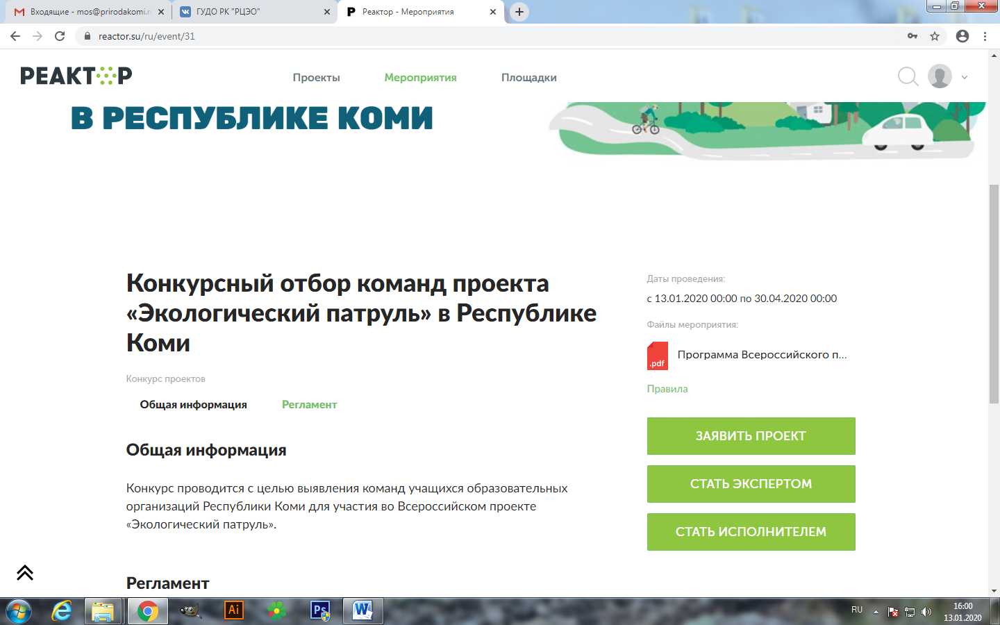 Входящие - mos@prirodakomi.r
ГУДО РК "РЦЭО"
Реактор - Мероприятия
reactor.su/ru/event/31
РЕАКТОР
Проекты
Мероприятия
Площадки
В РЕСПУБЛИКЕ КОМИ
Конкурсный отбор команд проекта
«Экологический патруль» в Республике
Коми
Конкурс проектов
Общая информация
Регламент
Общая информация
Конкурс проводится с целью выявления команд учащихся образовательных
организаций Республики Коми для участия во Всероссийском проекте
«Экологический патруль».
Регламент
Даты проведения:
с 13.01.2020 00:00 по 30.04.2020 00:00
Файлы мероприятия:
.pdf
Программа Всероссийского п...
Правила
ЗАЯВИТЬ ПРОЕКТ
СТАТЬ ЭКСПЕРТОМ
СТАТЬ ИСПОЛНИТЕЛЕМ
Ai
Ps
W
RU
16:00
13.01.2020